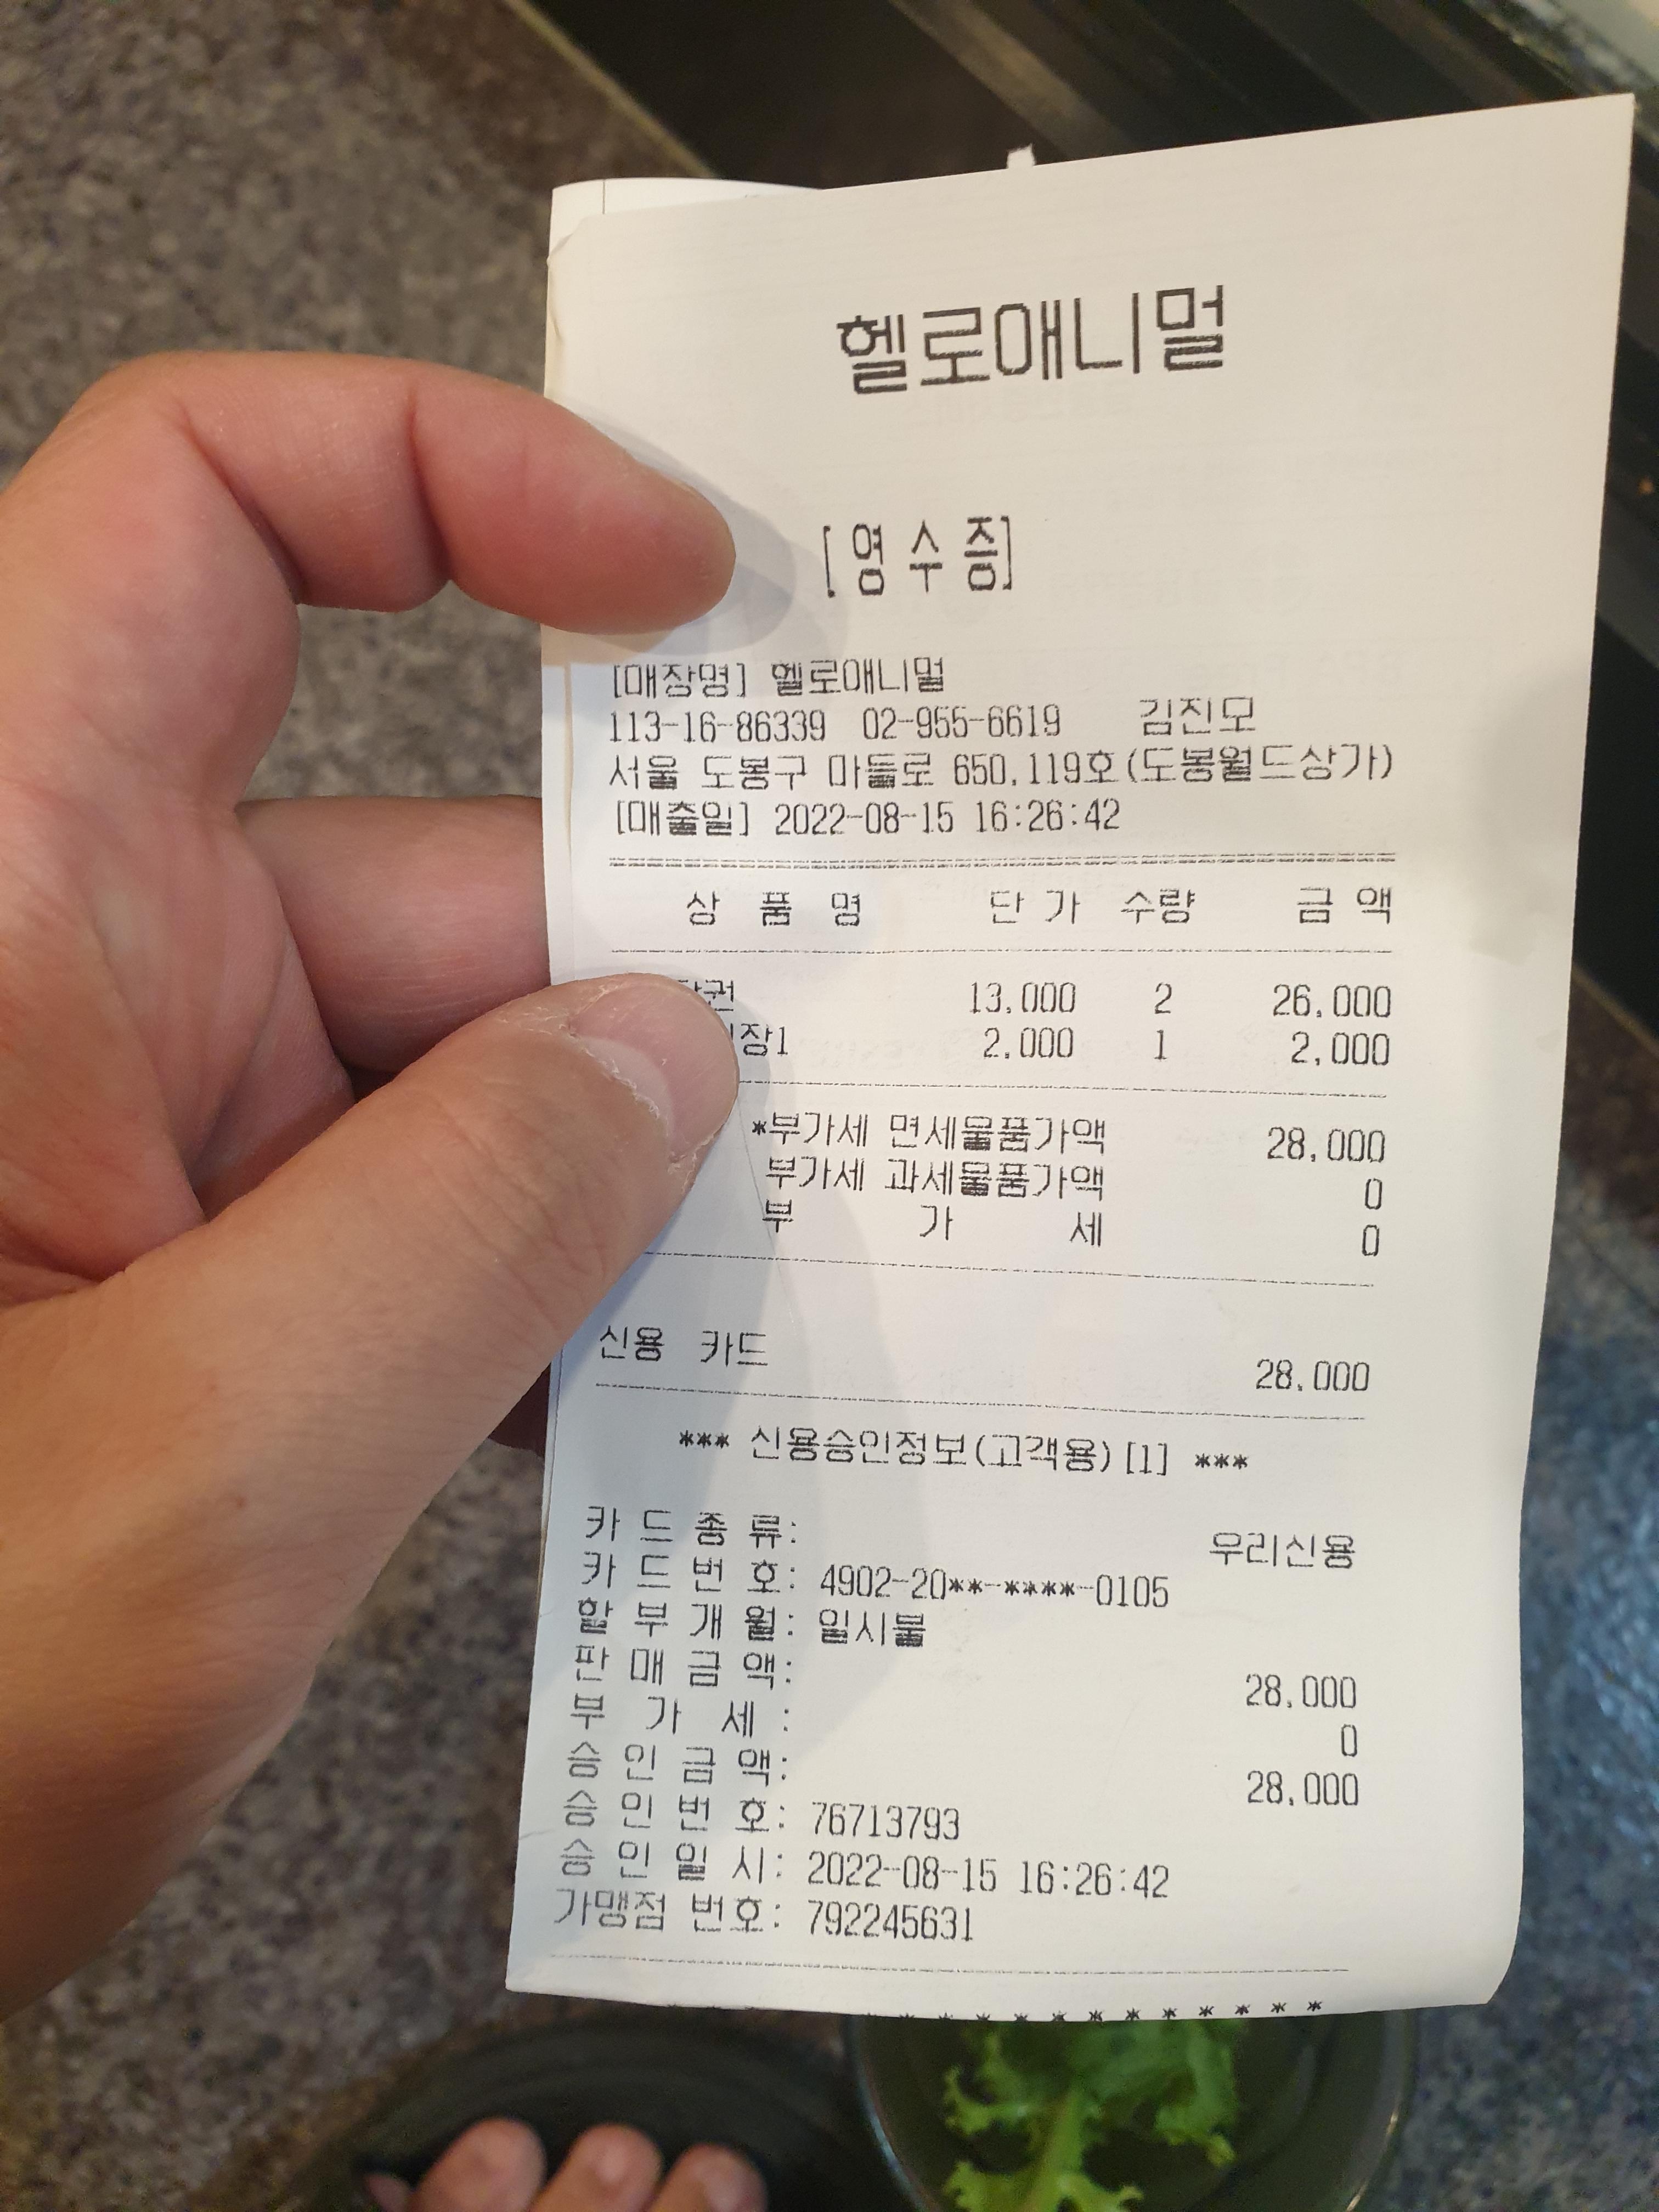 헬로애니멀
[영 수 증]
[매장명] 헬로애니멀
113-16-86339 02-955-6619 김진모
서울 도봉구 마들로 650,119호(도봉월드상가)
[매출일] 2022-08-15 16:26:42
상 품 명 단 가 수량 금 액
13,000 2 26,000
2,000 1 2,000
*부가세 면세물품가액 28,000
부가세 과세물품가액 0
부 가 세 0
신용 카드 28,000
*** 신용승인정보(고객용)[1] ***
카 드 종 류: 우리신용
카 드 번 호: 4902-20**-****-0105
할 부 개 월: 일시불
판 매 금 액: 28,000
부 가 세 : 0
승 인 금 액: 28,000
승 인 번 호: 76713793
승 인 일 시: 2022-08-15 16:26:42
가맹점 번호: 792245631